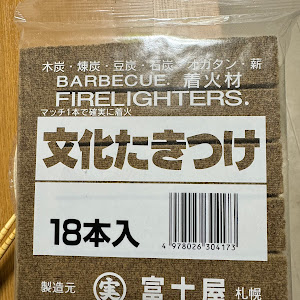 木炭・煉炭・豆炭・石炭・オガタン・薪
BARBECUE 着火材
FIRELIGHTERS.
マッチ1本で確実に着火
文化たきつけ
18本入
4 978026 304173
製造元 実 富士屋 札幌